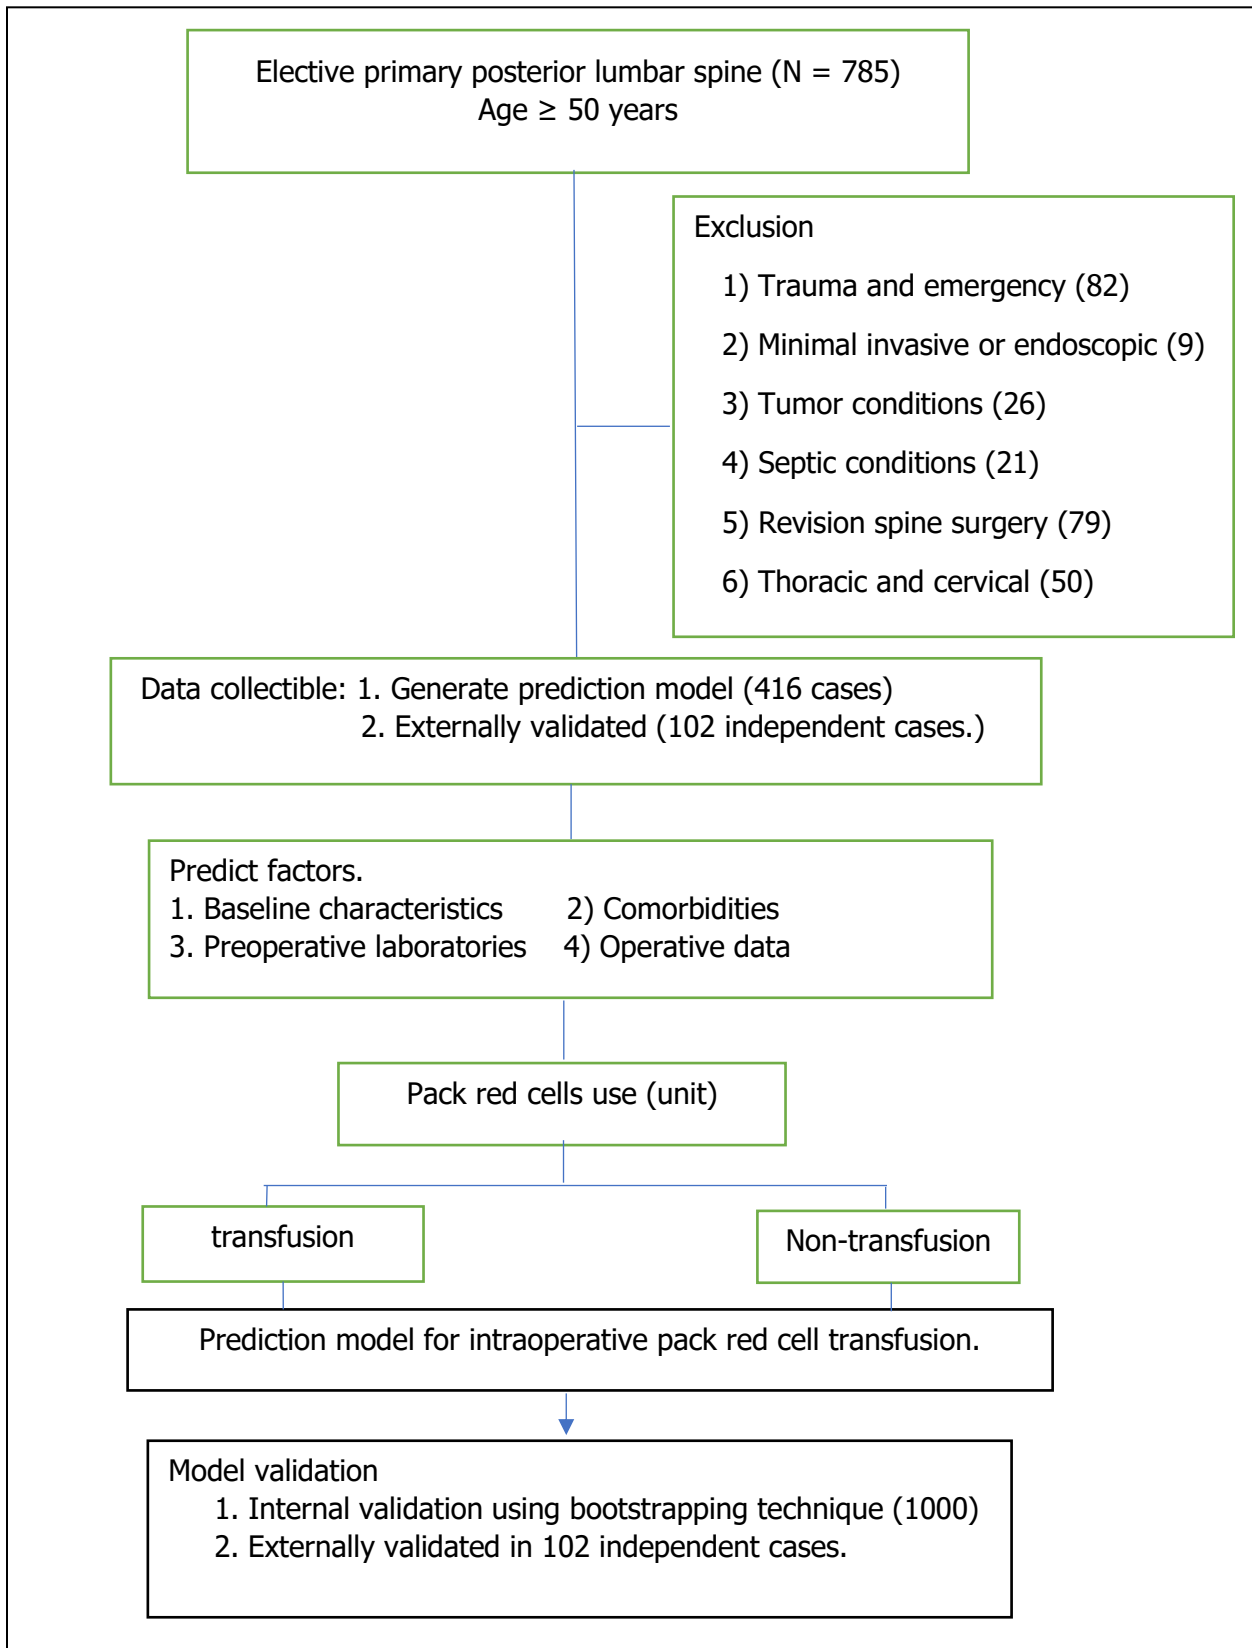 Elective primary posterior lumbar spine (N = 785)
Age ≥ 50 years
Exclusion
1) Trauma and emergency (82)
2) Minimal invasive or endoscopic (9)
3) Tumor conditions (26)
4) Septic conditions (21)
5) Revision spine surgery (79)
6) Thoracic and cervical (50)
Data collectible: 1. Generate prediction model (416 cases)
2. Externally validated (102 independent cases.)
Predict factors.
1. Baseline characteristics 2) Comorbidities
3. Preoperative laboratories 4) Operative data
Pack red cells use (unit)
transfusion
Non-transfusion
Prediction model for intraoperative pack red cell transfusion.
Model validation
1. Internal validation using bootstrapping technique (1000)
2. Externally validated in 102 independent cases.